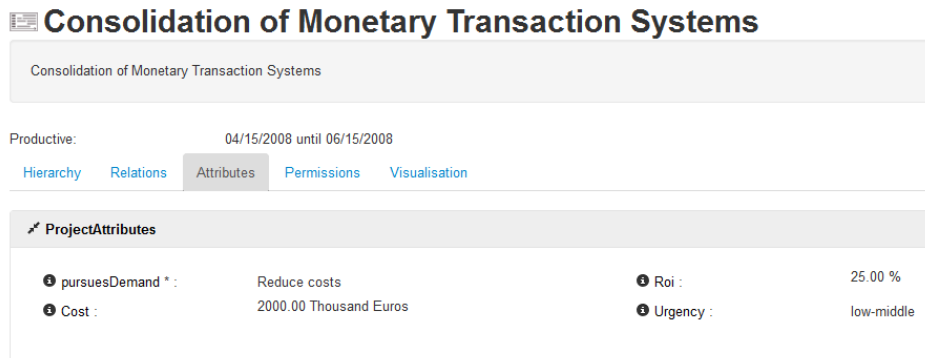 Consolidation of Monetary Transaction Systems
Consolidation of Monetary Transaction Systems
Productive: 04/15/2008 until 06/15/2008
Hierarchy Relations Attributes Permissions Visualisation
ProjectAttributes
pursuesDemand * : Reduce costs Roi : 25.00 %
Cost : 2000.00 Thousand Euros Urgency : low-middle